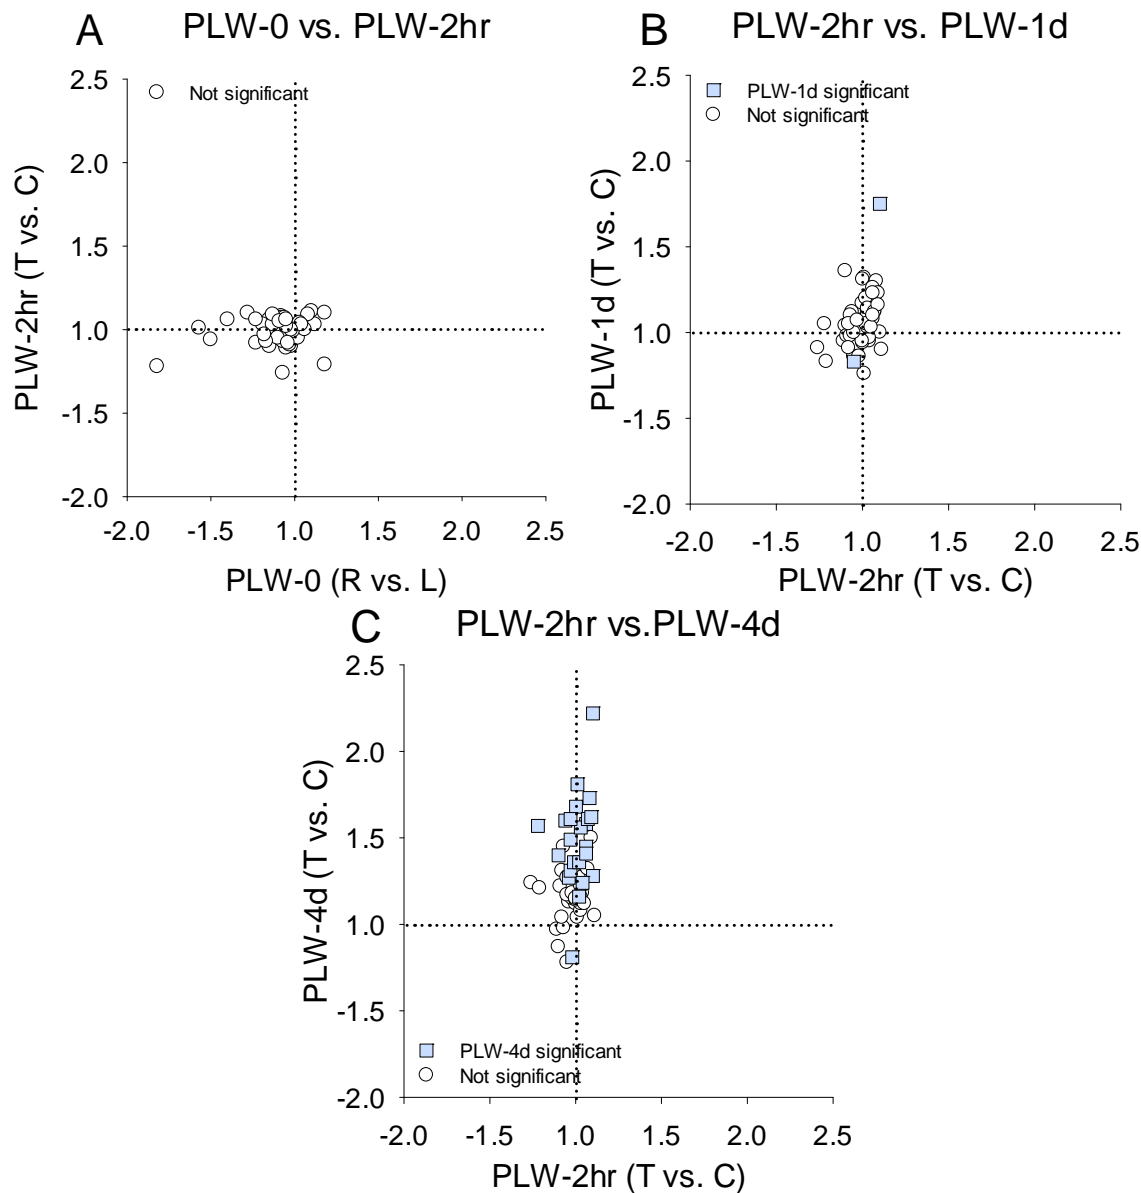 A PLW-0 vs. PLW-2hr
Not significant
2.5
2.0
1.5
1.0
-1.5
-2.0
PLW-2hr (T vs. C)
-2.0 -1.5 1.0 1.5 2.0 2.5
PLW-0 (R vs. L)
B PLW-2hr vs. PLW-1d
PLW-1d significant
Not significant
2.5
2.0
1.5
1.0
-1.5
-2.0
PLW-1d (T vs. C)
-2.0 -1.5 1.0 1.5 2.0 2.5
PLW-2hr (T vs. C)
C PLW-2hr vs.PLW-4d
2.5
2.0
1.5
1.0
-1.5
-2.0
PLW-4d (T vs. C)
PLW-4d significant
Not significant
-2.0 -1.5 1.0 1.5 2.0 2.5
PLW-2hr (T vs. C)